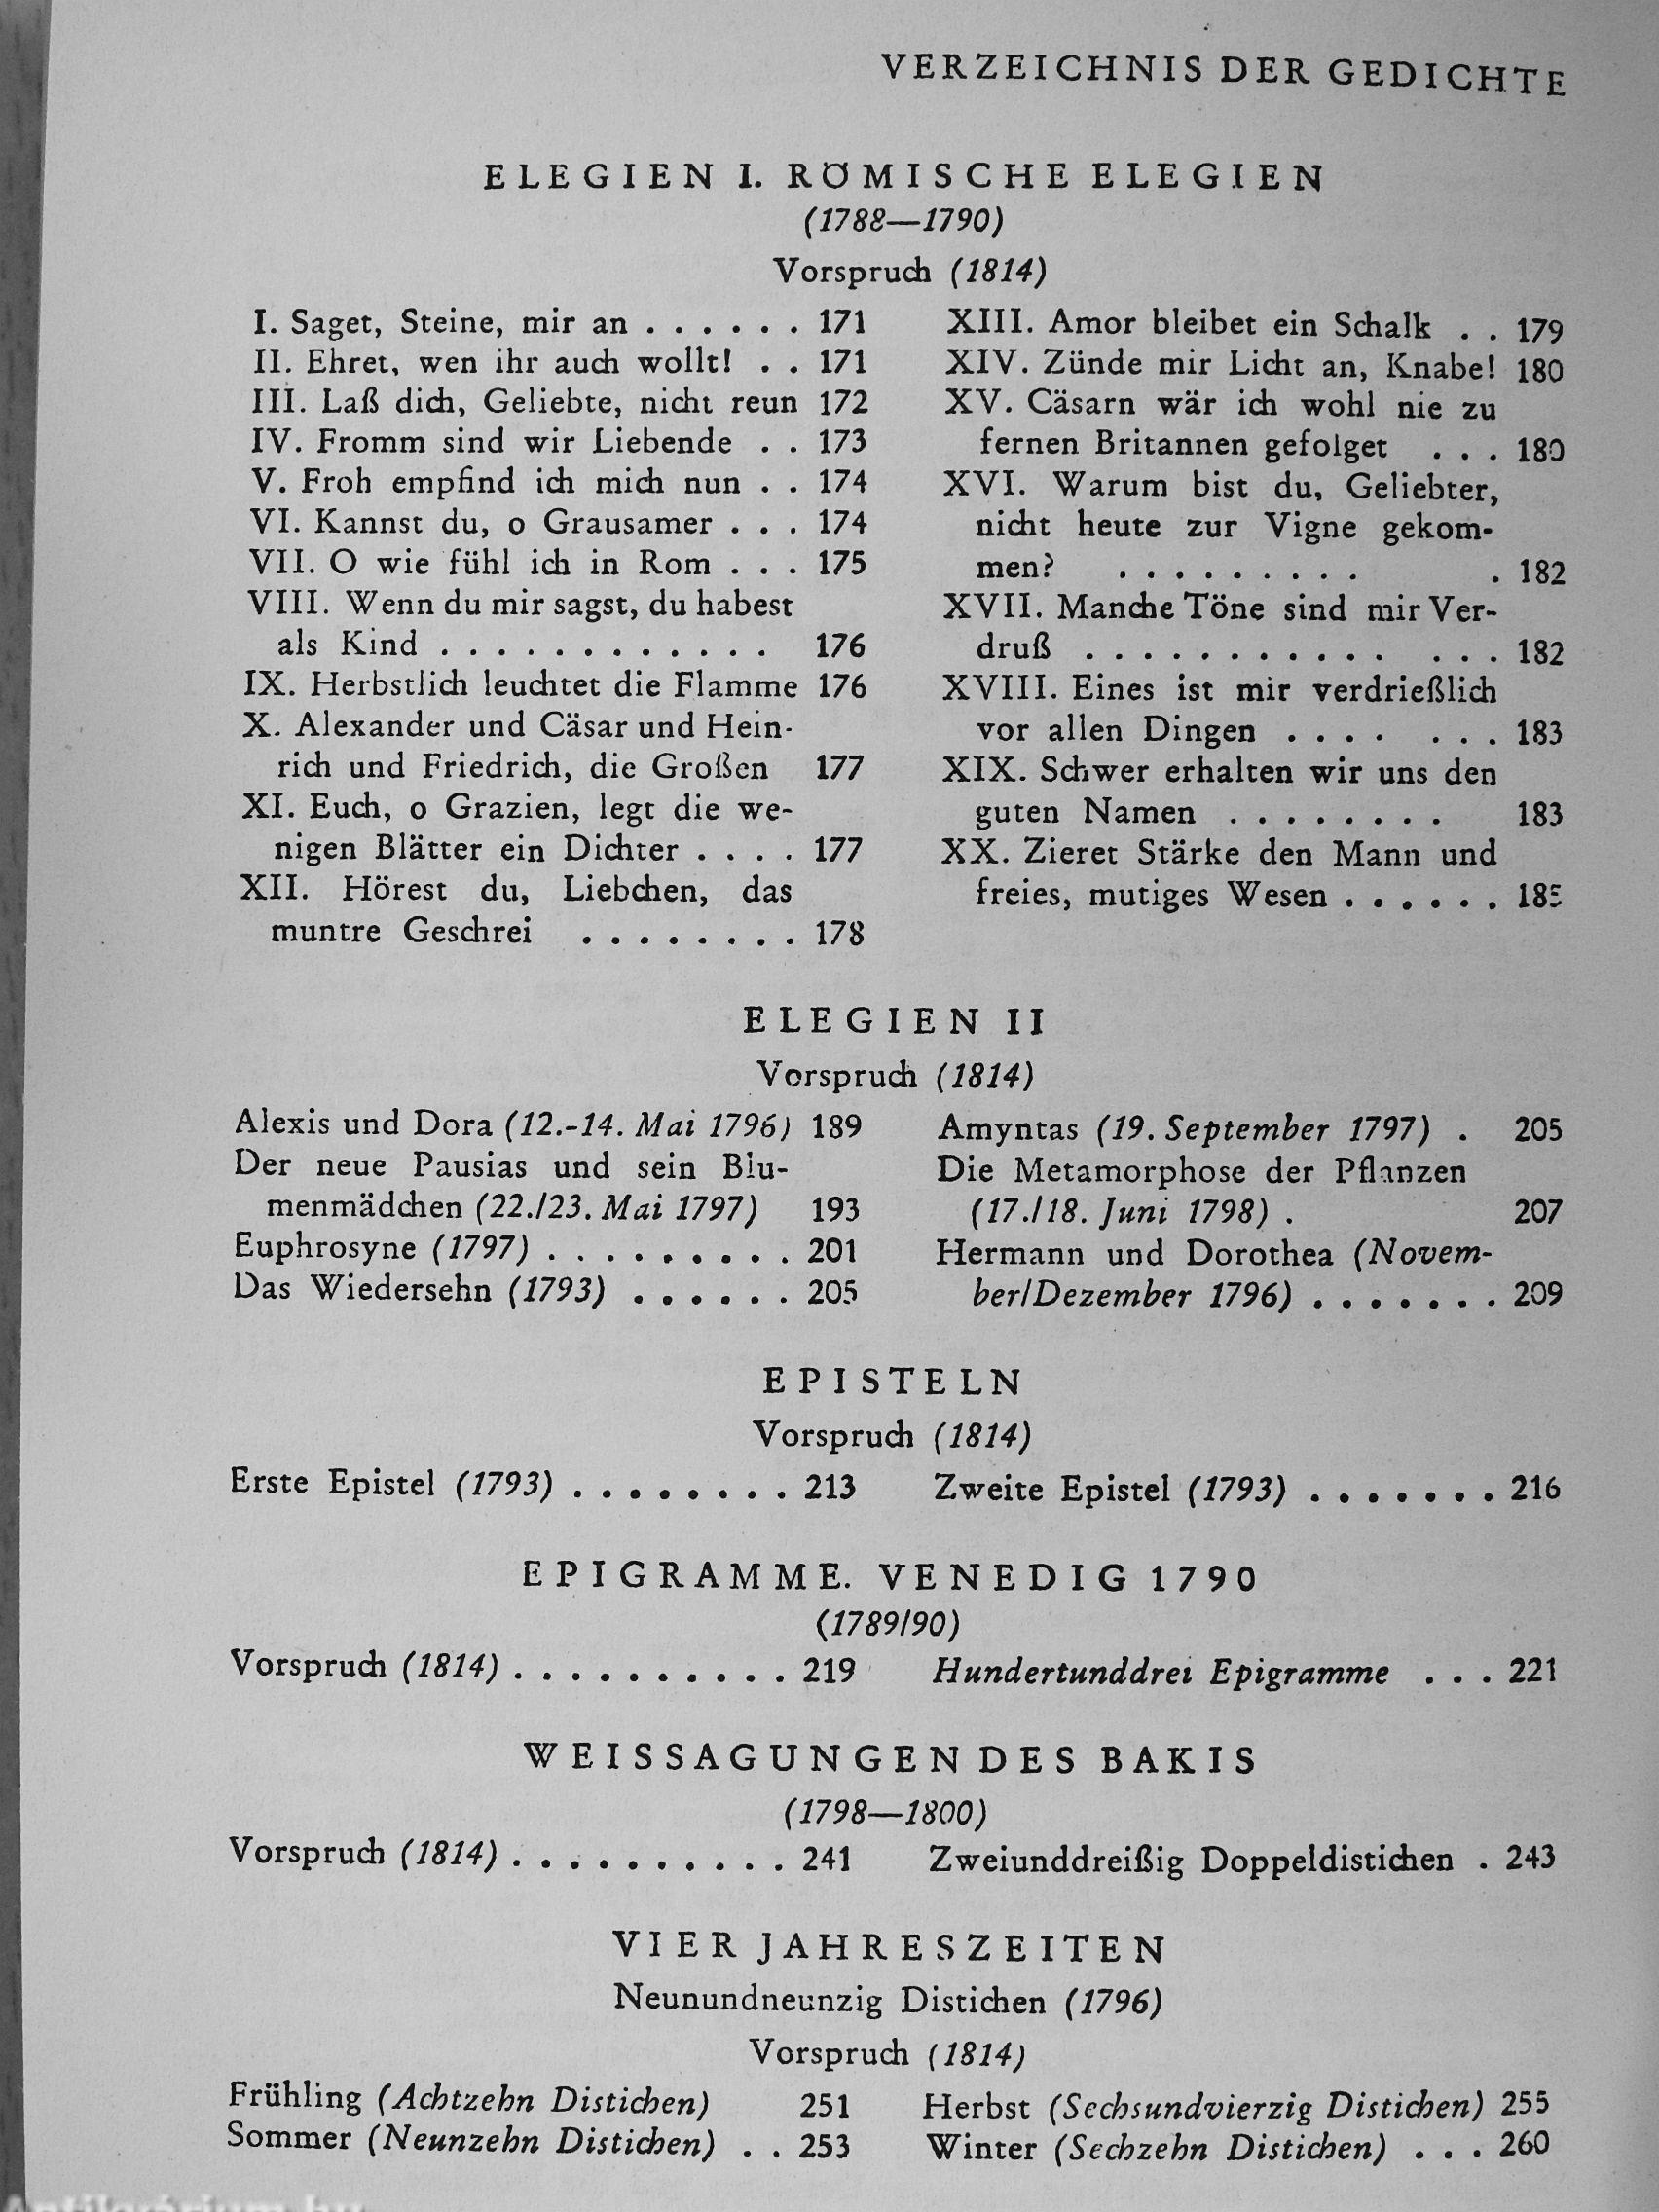 VERZEICHNIS DER GEDICHTE
ELEGIEN I. RÖMISCHE ELEGIEN
(1788—1790)
Vorspruch (1814)
I. Saget, Steine, mir an . . . . . . 171
II. Ehret, wen ihr auch wollt! . . 171
III. Laß dich, Geliebte, nicht reun 172
IV. Fromm sind wir Liebende . . 173
V. Froh empfind ich mich nun . . 174
VI. Kannst du, o Grausamer . . . 174
VII. O wie fühl ich in Rom . . . 175
VIII. Wenn du mir sagst, du habest
als Kind . . . . . . . . . . . . 176
IX. Herbstlich leuchtet die Flamme 176
X. Alexander und Cäsar und Hein-
rich und Friedrich, die Großen 177
XI. Euch, o Grazien, legt die we-
nigen Blätter ein Dichter . . . . 177
XII. Hörest du, Liebchen, das
muntre Geschrei . . . . . . . . 178
XIII. Amor bleibet ein Schalk . . 179
XIV. Zünde mir Licht an, Knabe! 180
XV. Cäsarn wär ich wohl nie zu
fernen Britannen gefolget . . . 180
XVI. Warum bist du, Geliebter,
nicht heute zur Vigne gekom-
men? . . . . . . . . . . 182
XVII. Manche Töne sind mir Ver-
druß . . . . . . . . . . . . . . 182
XVIII. Eines ist mir verdrießlich
vor allen Dingen . . . . . . . 183
XIX. Schwer erhalten wir uns den
guten Namen . . . . . . . . 183
XX. Zieret Stärke den Mann und
freies, mutiges Wesen . . . . . . 185
ELEGIEN II
Vorspruch (1814)
Alexis und Dora (12.-14. Mai 1796) 189
Der neue Pausias und sein Blu-
menmädchen (22./23. Mai 1797) 193
Euphrosyne (1797) . . . . . . . . . 201
Das Wiedersehn (1793) . . . . . . 205
Amyntas (19. September 1797) . 205
Die Metamorphose der Pflanzen
(17./18. Juni 1798) . 207
Hermann und Dorothea (Novem-
ber/Dezember 1796) . . . . . . . 209
EPISTELN
Vorspruch (1814)
Erste Epistel (1793) . . . . . . . . 213
Zweite Epistel (1793) . . . . . . . 216
EPIGRAMME. VENEDIG 1790
(1789/90)
Vorspruch (1814) . . . . . . . . . . 219
Hundertunddrei Epigramme . . . 221
WEISSAGUNGEN DES BAKIS
(1798—1800)
Vorspruch (1814) . . . . . . . . . . 241
Zweiunddreißig Doppeldistichen . 243
VIER JAHRESZEITEN
Neunundneunzig Distichen (1796)
Vorspruch (1814)
Frühling (Achtzehn Distichen) 251
Sommer (Neunzehn Distichen) . . 253
Herbst (Sechsundvierzig Distichen) 255
Winter (Sechzehn Distichen) . . . 260